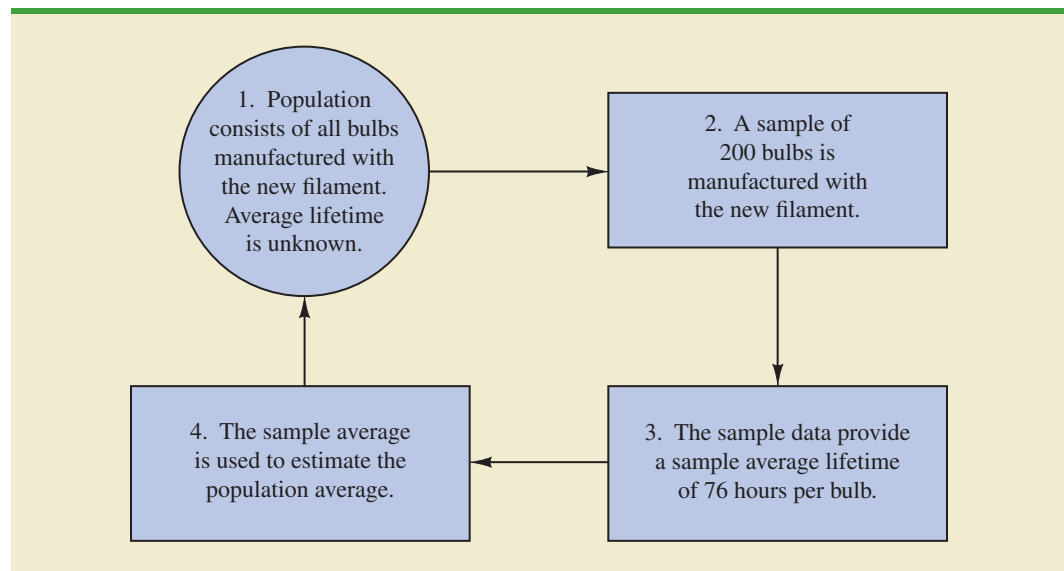 1. Population
consists of all bulbs
manufactured with
the new filament.
Average lifetime
is unknown.
2. A sample of
200 bulbs is
manufactured with
the new filament.
3. The sample data provide
a sample average lifetime
of 76 hours per bulb.
4. The sample average
is used to estimate the
population average.